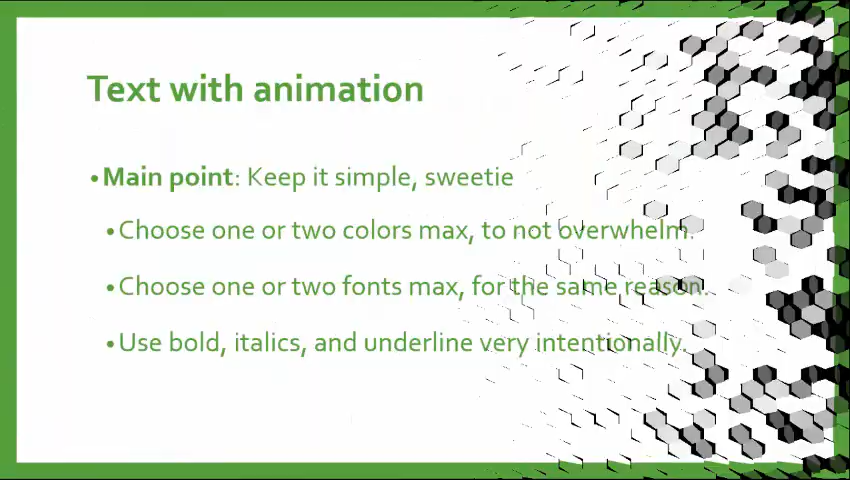 Text with animation
•Main point: Keep it simple, sweetie
•Choose one or two colors max, to not overwhelm.
•Choose one or two fonts max, for the same reason.
•Use bold, italics, and underline very intentionally.